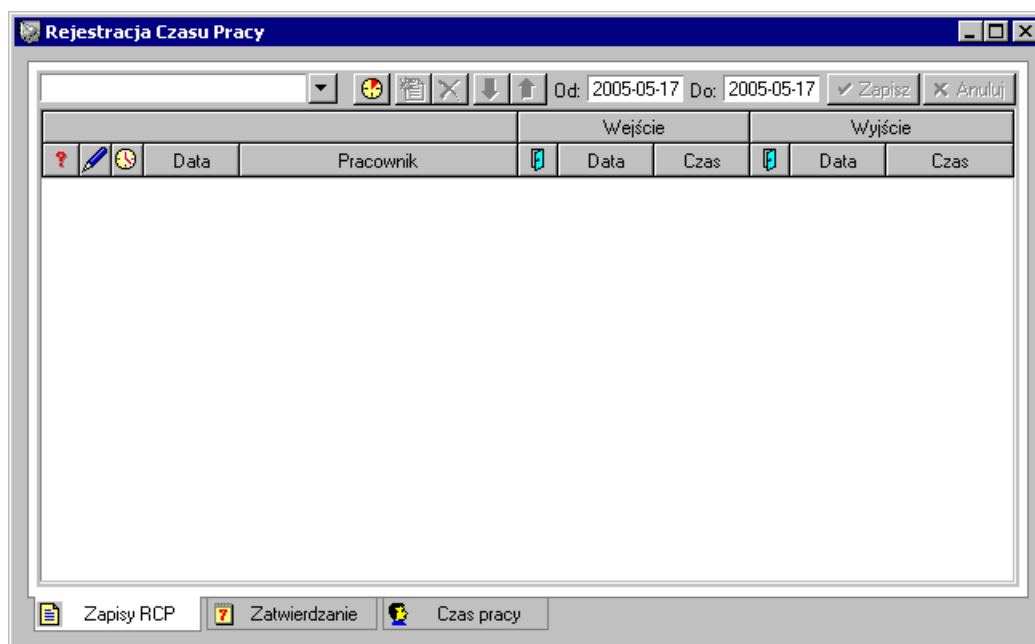 Rejestracja Czasu Pracy
Od: 2005-05-17 Do: 2005-05-17 Zapisz Anuluj
Wejście Wyjście
? Data Pracownik Data Czas Data Czas
Zapisy RCP ? Zatwierdzanie Czas pracy